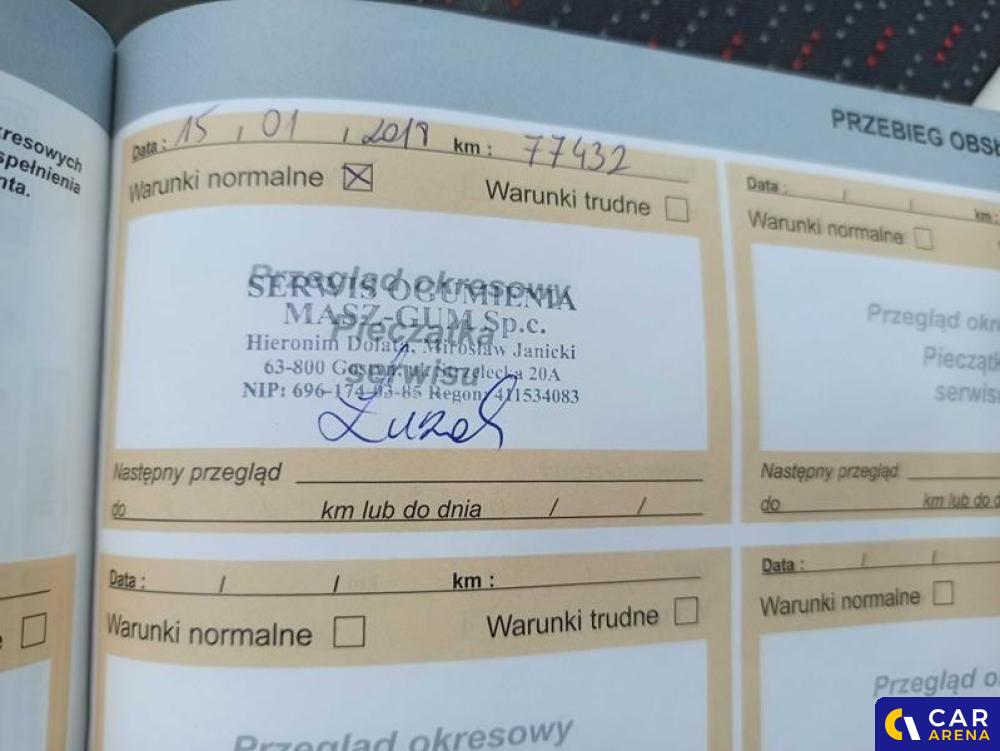 kresowych
spełnienia
nta.
PRZEBIEG OBSŁ
Data : 15 , 01 , 2019 km : 77432
Warunki normalne Warunki trudne
Przegląd okresowy
Pieczątka
serwisu
SERWIS OGUMIENIA
MASZ-GUM Sp.c.
Hieronim Dolata, Mirosław Janicki
63-800 Gostyń, ul. Strzelecka 20A
NIP: 696-174-03-85 Regon: 411534083
Następny przegląd
do km lub do dnia / /
Data : / / km :
Warunki normalne
Przegląd okr
Pieczątk
serwis
Następny przegląd
do km lub do d
Data : / / km :
Warunki normalne Warunki trudne
Przegląd okresowy
Data : / /
Warunki normalne
Przegląd o
CAR
ARENA